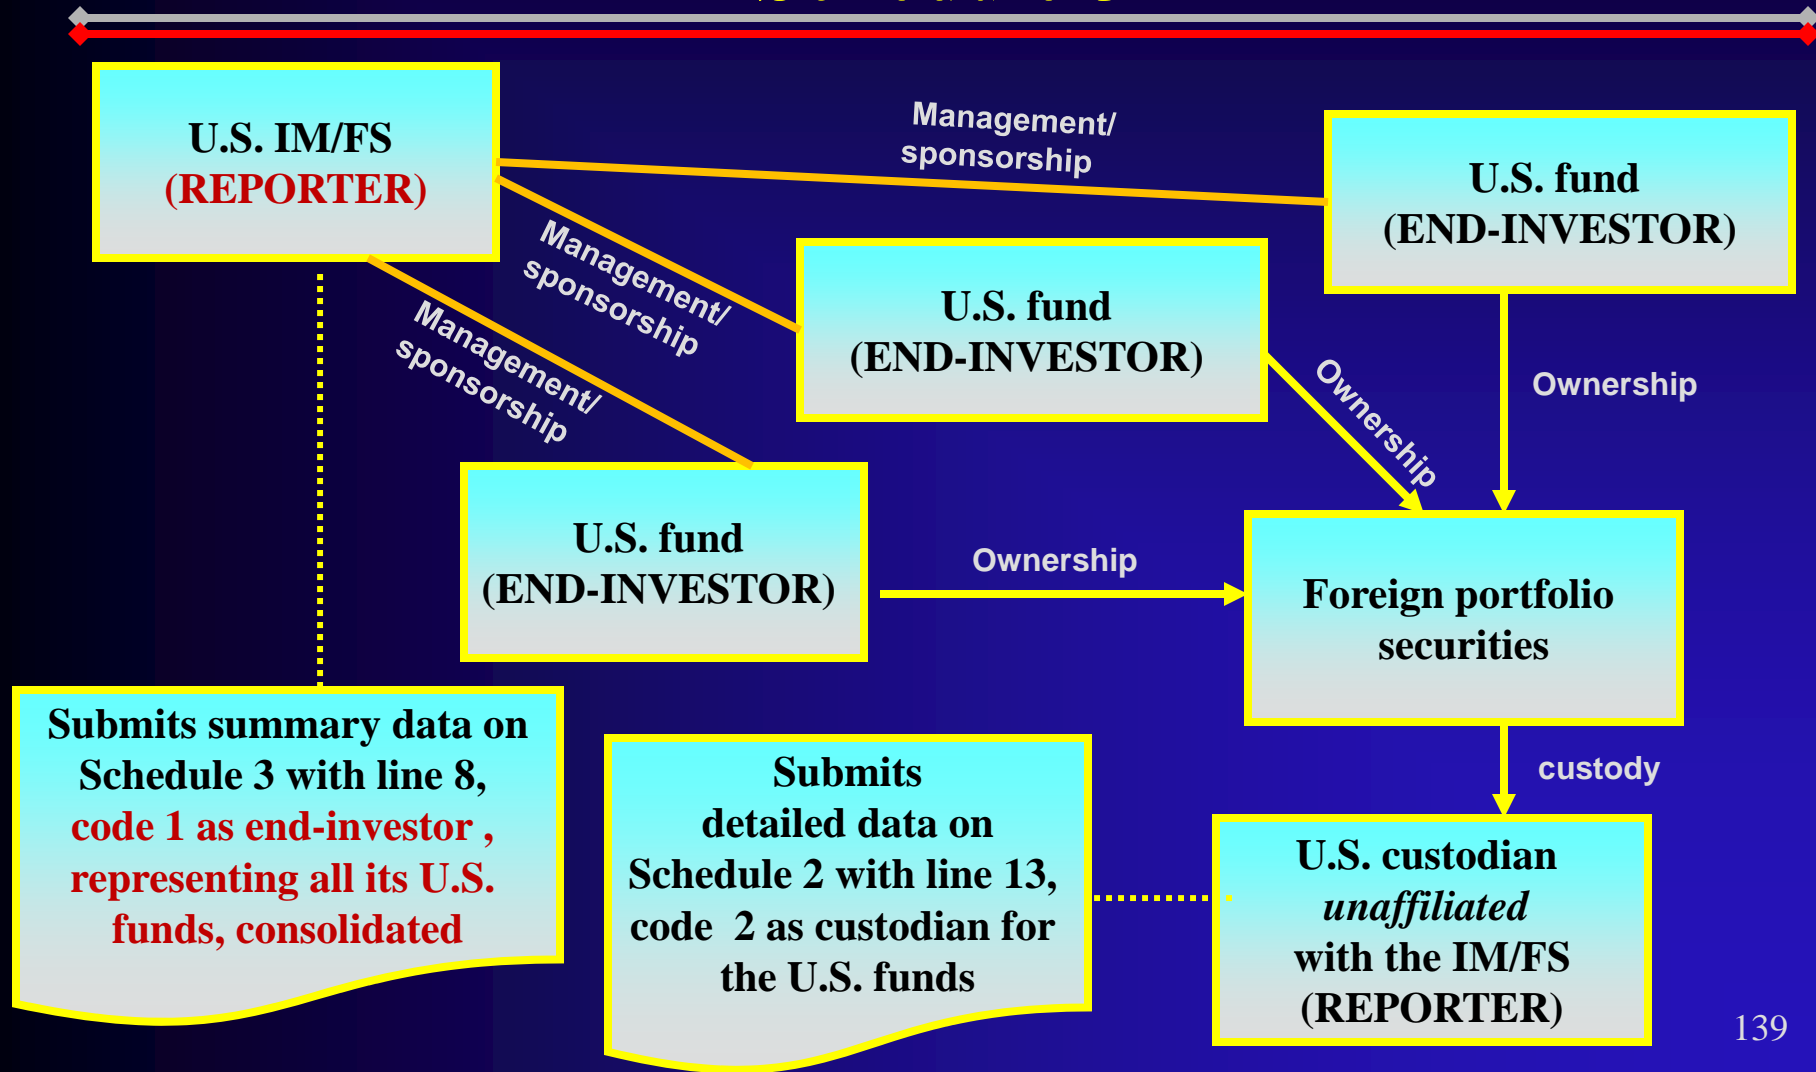 U.S. IM/FS
(REPORTER)
Management/
sponsorship
U.S. fund
(END-INVESTOR)
Management/
sponsorship
U.S. fund
(END-INVESTOR)
Management/
sponsorship
Ownership
Ownership
U.S. fund
(END-INVESTOR)
Ownership
Foreign portfolio
securities
Submits summary data on
Schedule 3 with line 8,
code 1 as end-investor ,
representing all its U.S.
funds, consolidated
Submits
detailed data on
Schedule 2 with line 13,
code 2 as custodian for
the U.S. funds
custody
U.S. custodian
unaffiliated
with the IM/FS
(REPORTER)
139